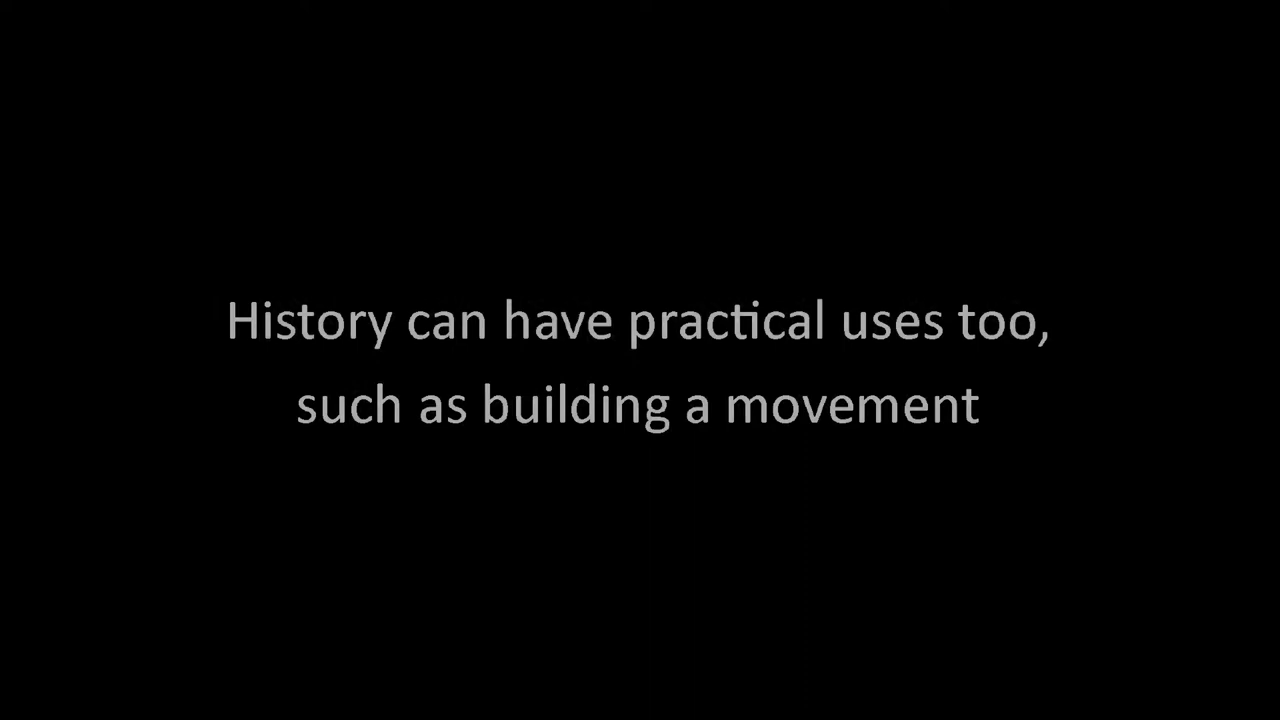 History can have practical uses too,
such as building a movement